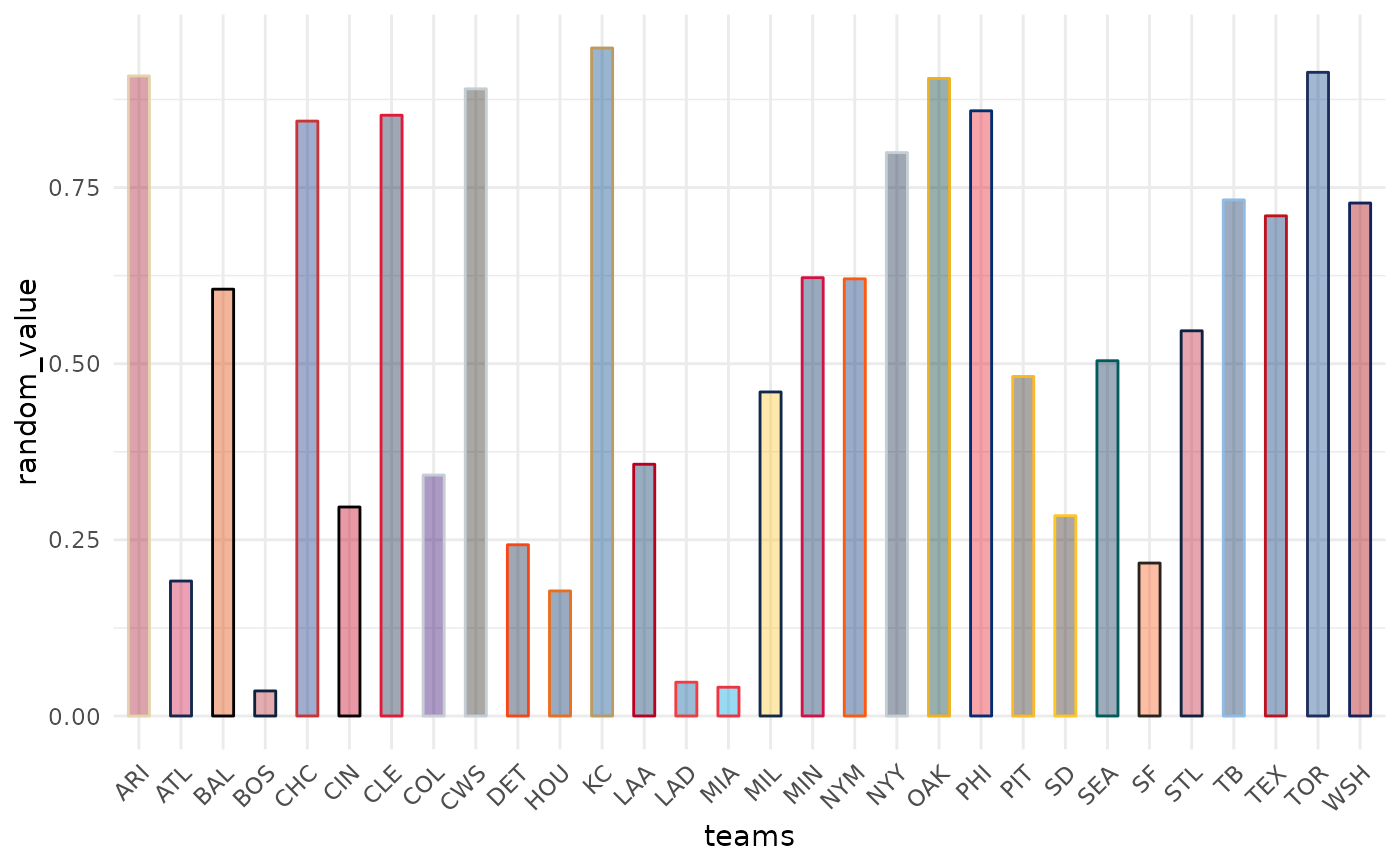 random_value
0.75
0.50
0.25
0.00
ARI ATL BAL BOS CHC CIN CLE COL CWS DET HOU KC LAA LAD MIA MIL MIN NYM NYY OAK PHI PIT SD SEA SF STL TB TEX TOR WSH
teams